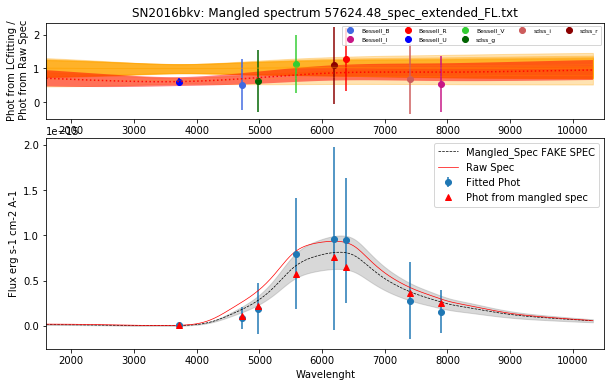 SN2016bkv: Mangled spectrum 57624.48_spec_extended_FL.txt
Phot from LCfitting /
Phot from Raw Spec
2
1
0
Bessell_B
Bessell_I
Bessell_R
Bessell_U
Bessell_V
sdss_g
sdss_i
sdss_r
2000 3000 4000 5000 6000 7000 8000 9000 10000
1e−15
Flux erg s-1 cm-2 A-1
2.0
1.5
1.0
0.5
0.0
Mangled_Spec FAKE SPEC
Raw Spec
Fitted Phot
Phot from mangled spec
2000 3000 4000 5000 6000 7000 8000 9000 10000
Wavelenght